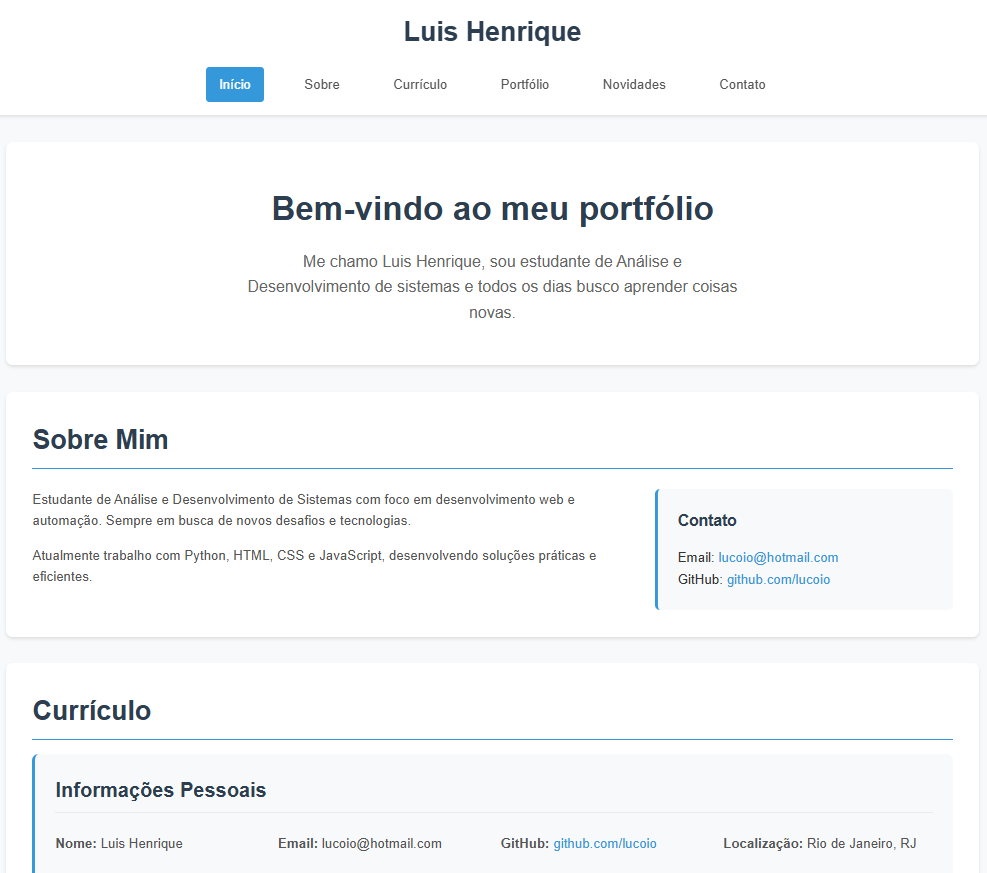 Luis Henrique
Início Sobre Currículo Portfólio Novidades Contato
Bem-vindo ao meu portfólio
Me chamo Luis Henrique, sou estudante de Análise e
Desenvolvimento de sistemas e todos os dias busco aprender coisas
novas.
Sobre Mim
Estudante de Análise e Desenvolvimento de Sistemas com foco em desenvolvimento web e
automação. Sempre em busca de novos desafios e tecnologias.
Atualmente trabalho com Python, HTML, CSS e JavaScript, desenvolvendo soluções práticas e
eficientes.
Contato
Email: lucoio@hotmail.com
GitHub: github.com/lucoio
Currículo
Informações Pessoais
Nome: Luis Henrique Email: lucoio@hotmail.com GitHub: github.com/lucoio Localização: Rio de Janeiro, RJ